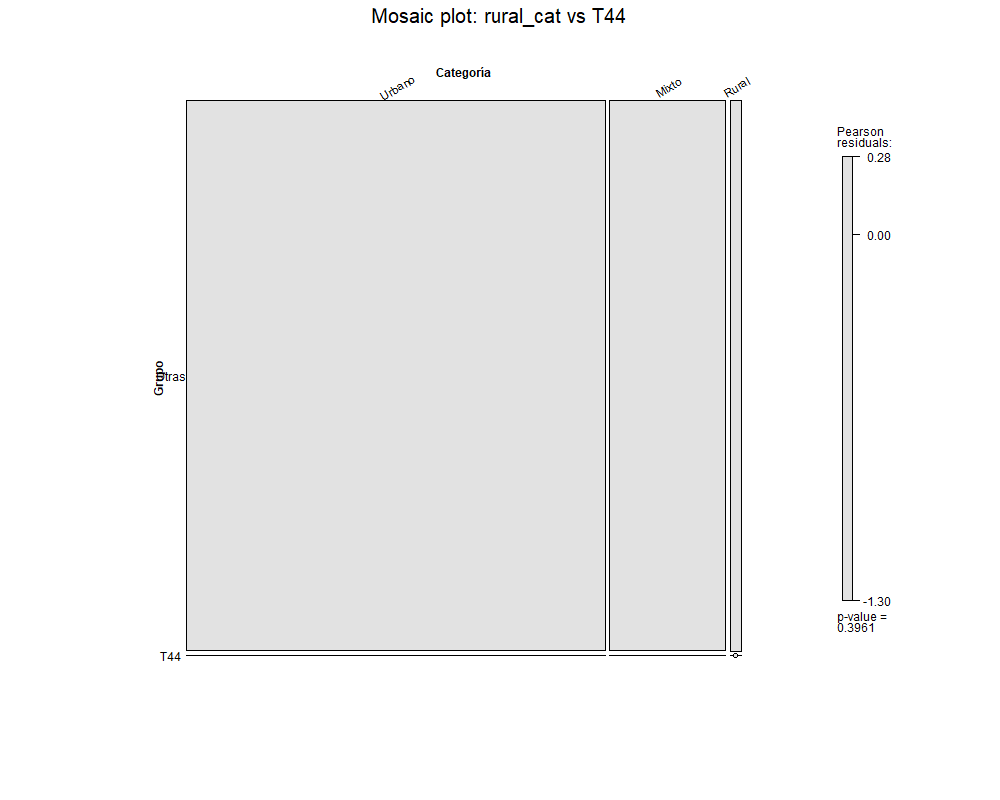 Mosaic plot: rural_cat vs T44
Categoría
Urbano
Mixto
Rural
Pearson
residuals:
0.28
0.00
-1.30
p-value =
0.3961
Grupo
Otras
T44